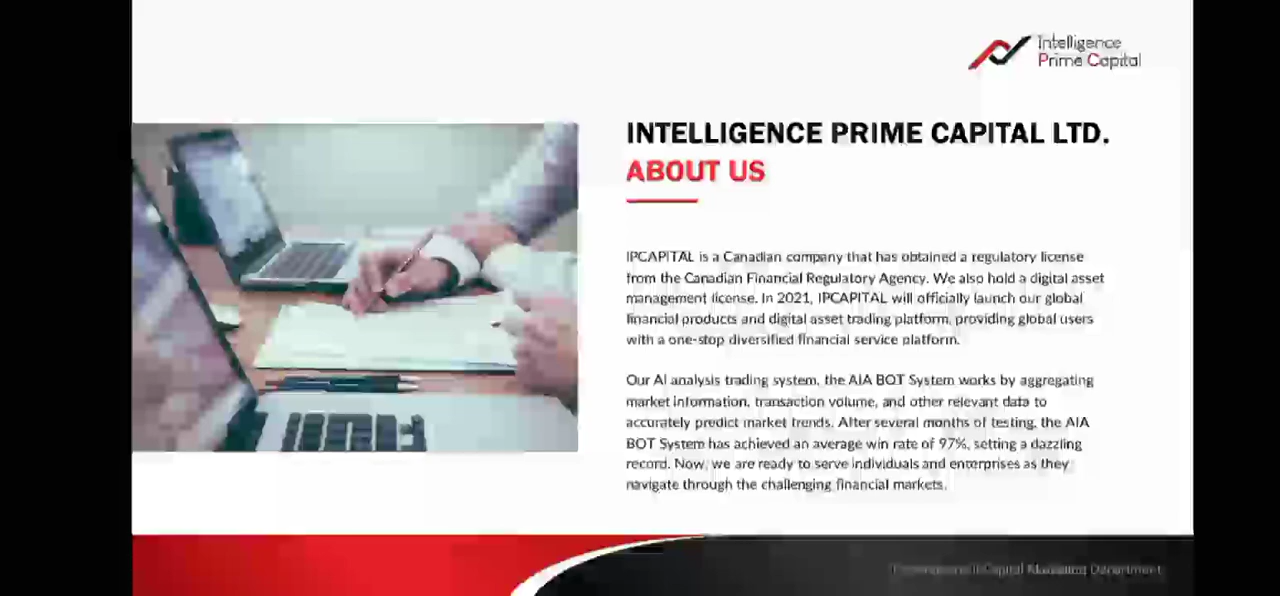 Intelligence
Prime Capital
INTELLIGENCE PRIME CAPITAL LTD.
ABOUT US
IPCAPITAL is a Canadian company that has obtained a regulatory license
from the Canadian Financial Regulatory Agency. We also hold a digital asset
management license. In 2021, IPCAPITAL will officially launch our global
financial products and digital asset trading platform, providing global users
with a one-stop diversified financial service platform.
Our AI analysis trading system, the AIA BOT System works by aggregating
market information, transaction volume, and other relevant data to
accurately predict market trends. After several months of testing, the AIA
BOT System has achieved an average win rate of 97%, setting a dazzling
record. Now, we are ready to serve individuals and enterprises as they
navigate through the challenging financial markets.
Capital Marketing Department